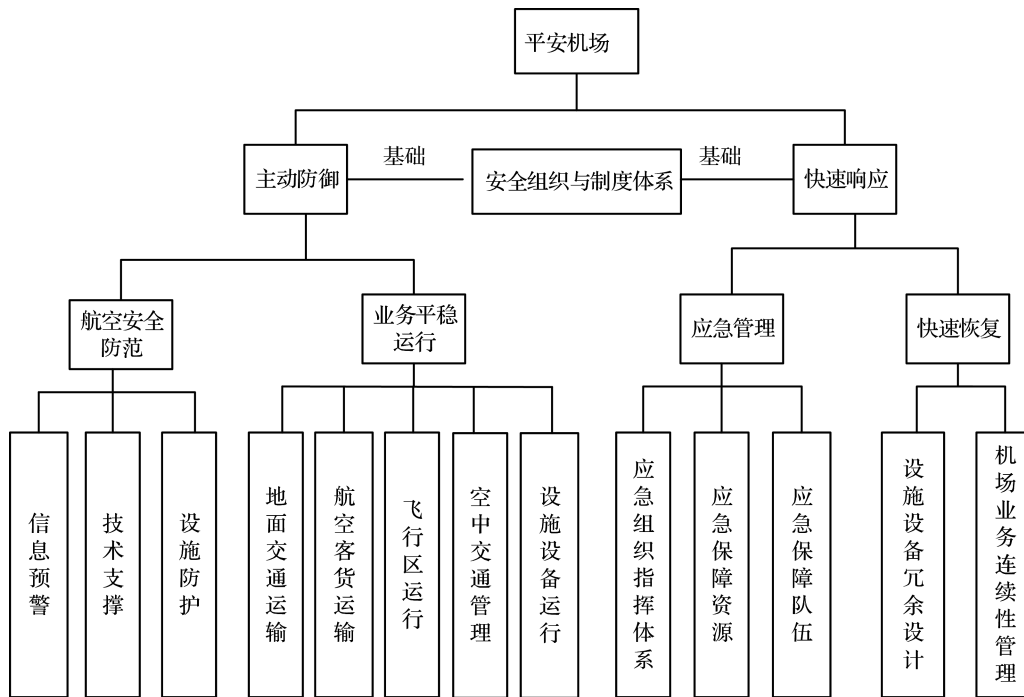 平安机场
基础
基础
主动防御
安全组织与制度体系
快速响应
航空安全
防范
业务平稳
运行
应急管理
快速恢复
信息预警
技术支撑
设施防护
地面交通运输
航空客货运输
飞行区运行
空中交通管理
设施设备运行
应急组织指挥体系
应急保障资源
应急保障队伍
设施设备冗余设计
机场业务连续性管理